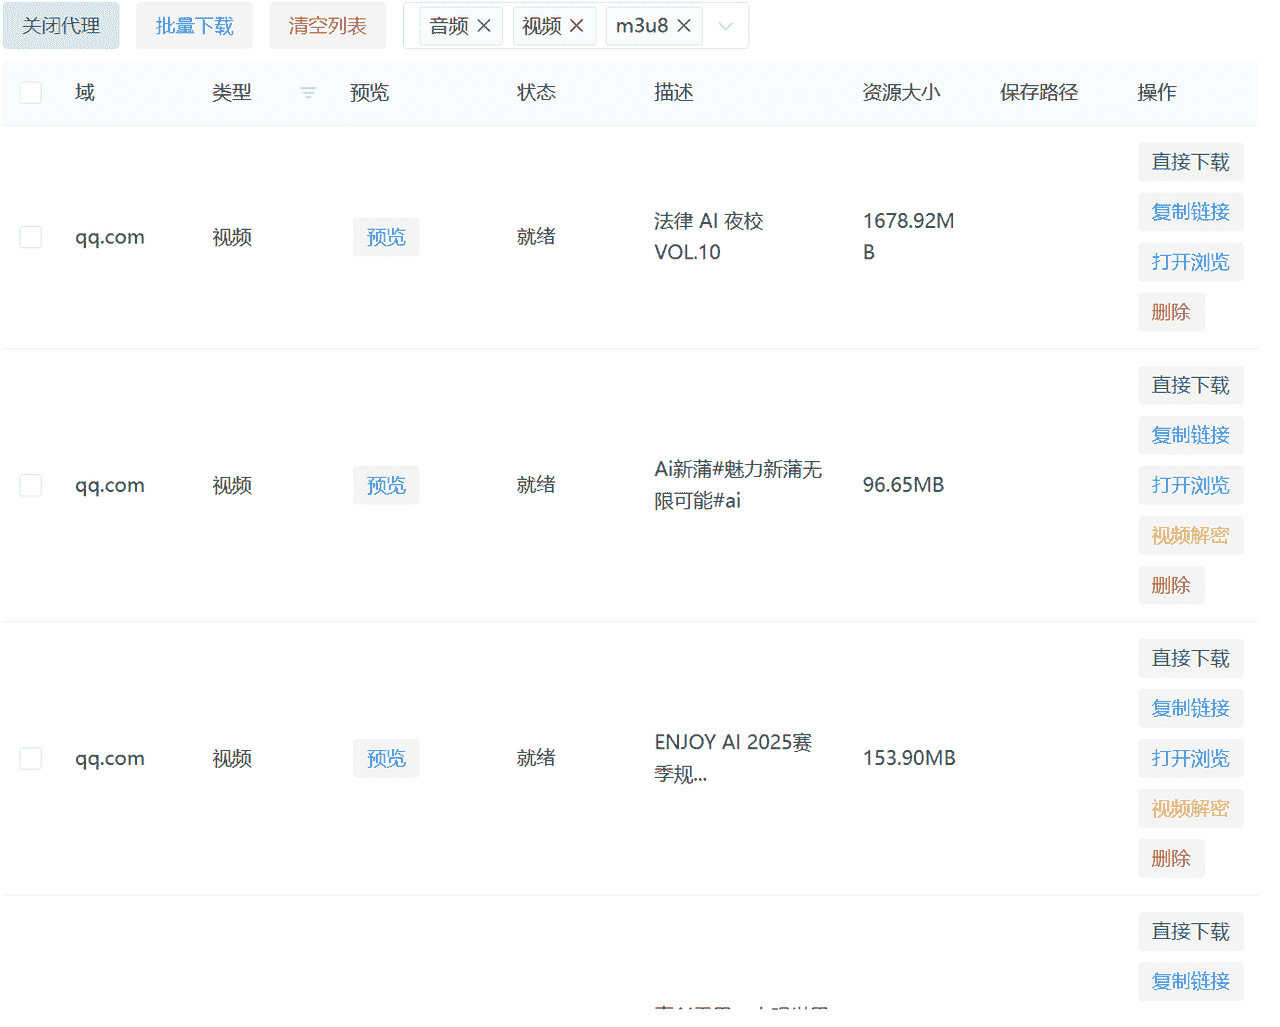 关闭代理 批量下载 清空列表 音频 视频 m3u8
域 类型 预览 状态 描述 资源大小 保存路径 操作
直接下载
复制链接
qq.com 视频 预览 就绪 法律 AI 夜校 1678.92M
VOL.10 B
打开浏览
删除
直接下载
复制链接
qq.com 视频 预览 就绪 Ai新蒲#魅力新蒲无 96.65MB 打开浏览
限可能#ai
视频解密
删除
直接下载
复制链接
qq.com 视频 预览 就绪 ENJOY AI 2025赛 153.90MB 打开浏览
季规...
视频解密
删除
直接下载
复制链接